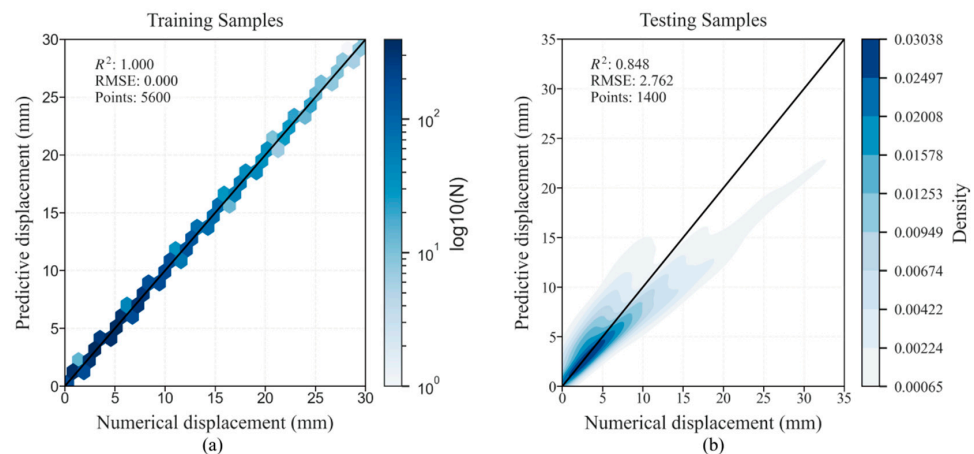 Training Samples
R²: 1.000
RMSE: 0.000
Points: 5600
30
25
20
15
10
5
0
0 5 10 15 20 25 30
Predictive displacement (mm)
Numerical displacement (mm)
(a)
10²
10¹
10⁰
log10(N)
Testing Samples
R²: 0.848
RMSE: 2.762
Points: 1400
35
30
25
20
15
10
5
0
0 5 10 15 20 25 30 35
Predictive displacement (mm)
Numerical displacement (mm)
(b)
0.03038
0.02497
0.02008
0.01578
0.01253
0.00949
0.00674
0.00422
0.00224
0.00065
Density